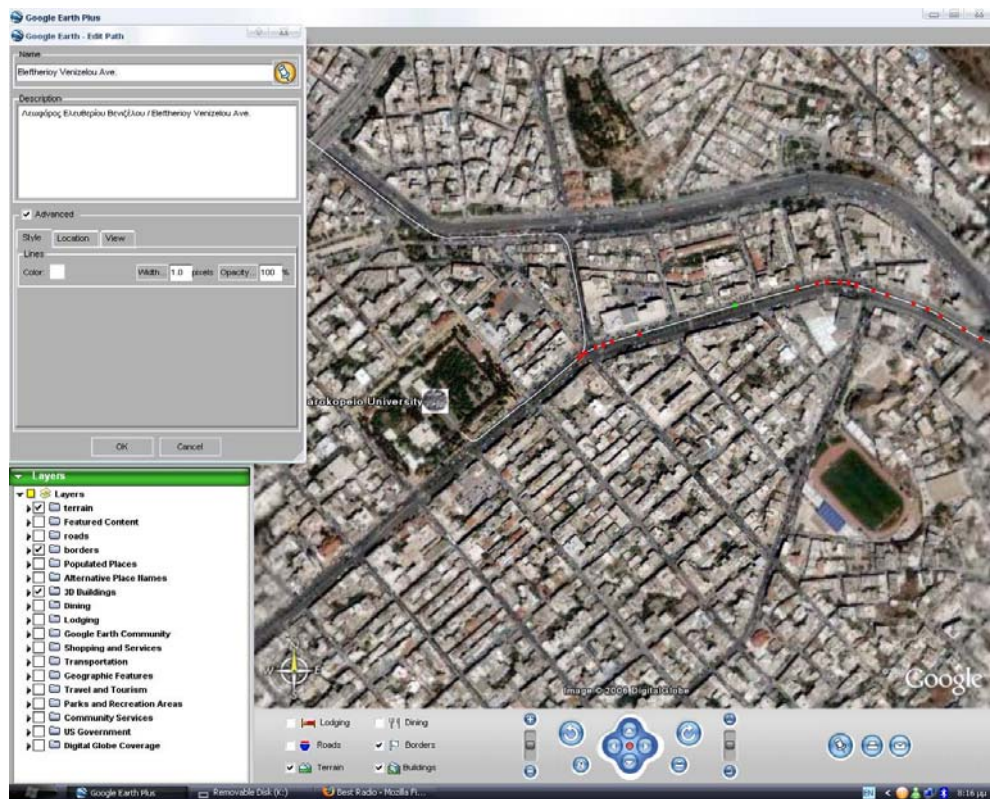 Google Earth Plus
Google Earth - Edit Path
Name
Eleftherioy Venizelou Ave.
Description
Λεωφόρος Ελευθερίου Βενιζέλου / Eleftherioy Venizelou Ave.
Advanced
Style Location View
Lines
Color: Width... 1.0 pixels Opacity... 100 %
OK Cancel
arokopeio University
Layers
Layers
terrain
Featured Content
roads
borders
Populated Places
Alternative Place Names
3D Buildings
Dining
Lodging
Google Earth Community
Shopping and Services
Transportation
Geographic Features
Travel and Tourism
Parks and Recreation Areas
Community Services
US Government
Digital Globe Coverage
N
W E
Image © 2006 DigitalGlobe
Google
Lodging Dining
Roads Borders
Terrain Buildings
Google Earth Plus Removable Disk (K:) Best Radio - Mozilla Fi... EN 8:16 μμ